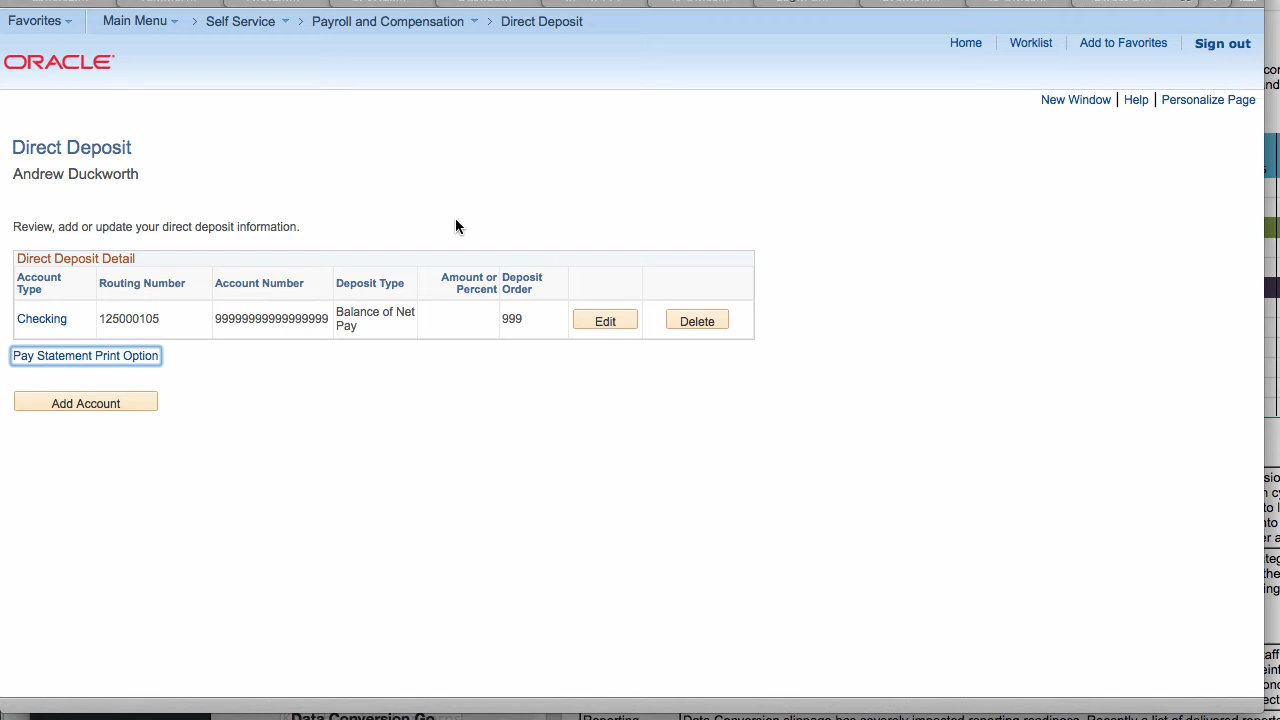 Favorites Main Menu > Self Service > Payroll and Compensation > Direct Deposit
Home Worklist Add to Favorites Sign out
ORACLE
New Window | Help | Personalize Page
Direct Deposit
Andrew Duckworth
Review, add or update your direct deposit information.
Direct Deposit Detail
Account Type Routing Number Account Number Deposit Type Amount or Percent Deposit Order
Checking 125000105 99999999999999999 Balance of Net Pay 999 Edit Delete
Pay Statement Print Option
Add Account
Data Conversion Go
Reporting
Data Conversion slippage has severely impacted reporting readiness. Recently a list of delivered